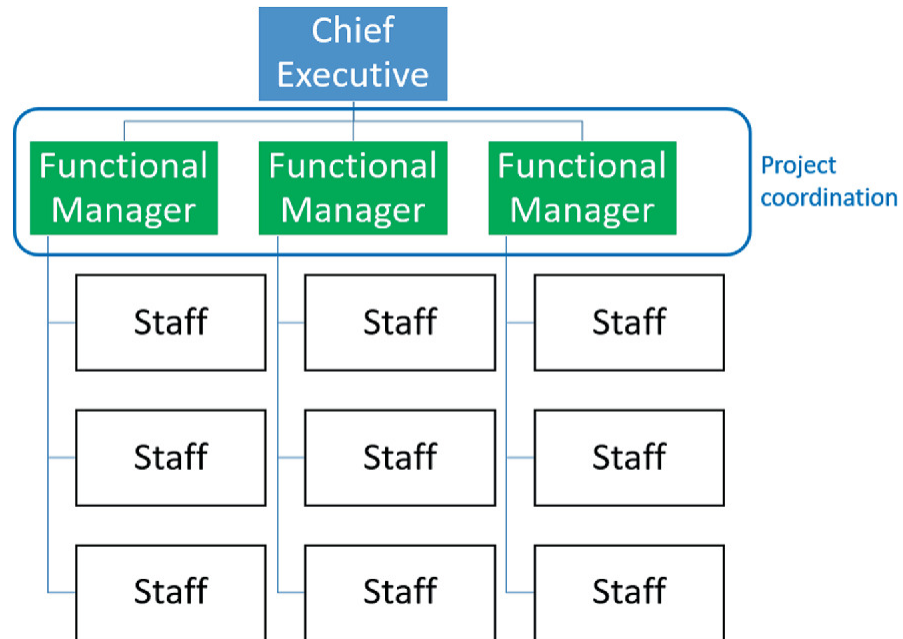 Chief
Executive
Functional
Manager
Functional
Manager
Functional
Manager
Project
coordination
Staff
Staff
Staff
Staff
Staff
Staff
Staff
Staff
Staff